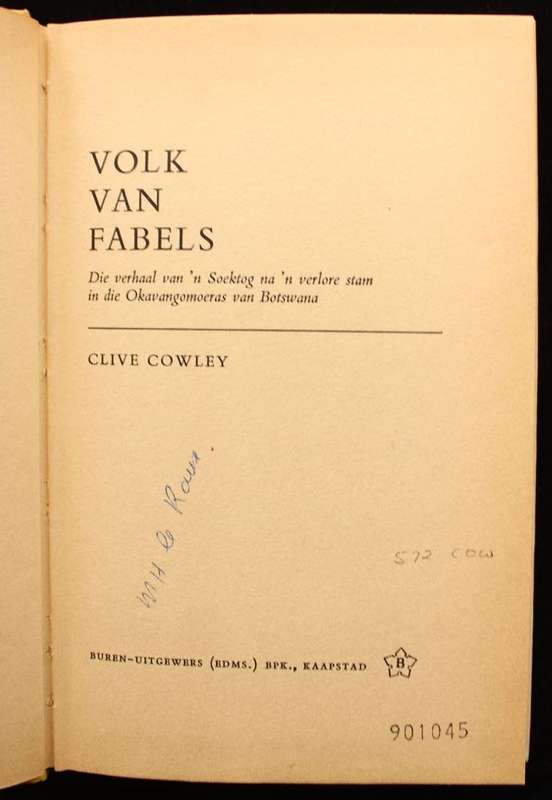 VOLK
VAN
FABELS
Die verhaal van 'n Soektog na 'n verlore stam
in die Okavangomoeras van Botswana
CLIVE COWLEY
572 COW
BUREN-UITGEWERS (EDMS.) BPK., KAAPSTAD B
901045